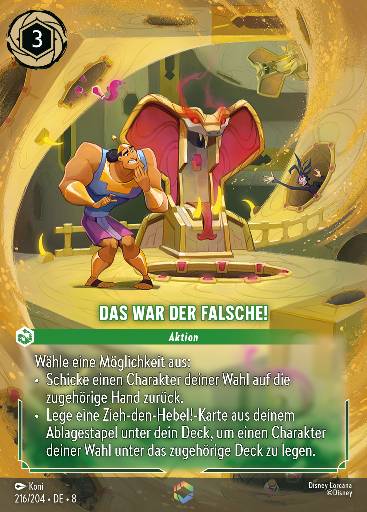 3
DAS WAR DER FALSCHE!
Aktion
Wähle eine Möglichkeit aus:
• Schicke einen Charakter deiner Wahl auf die
zugehörige Hand zurück.
• Lege eine Zieh-den-Hebel!-Karte aus deinem
Ablagestapel unter dein Deck, um einen Charakter
deiner Wahl unter das zugehörige Deck zu legen.
Koni
216/204 • DE • 8
Disney Lorcana
©Disney